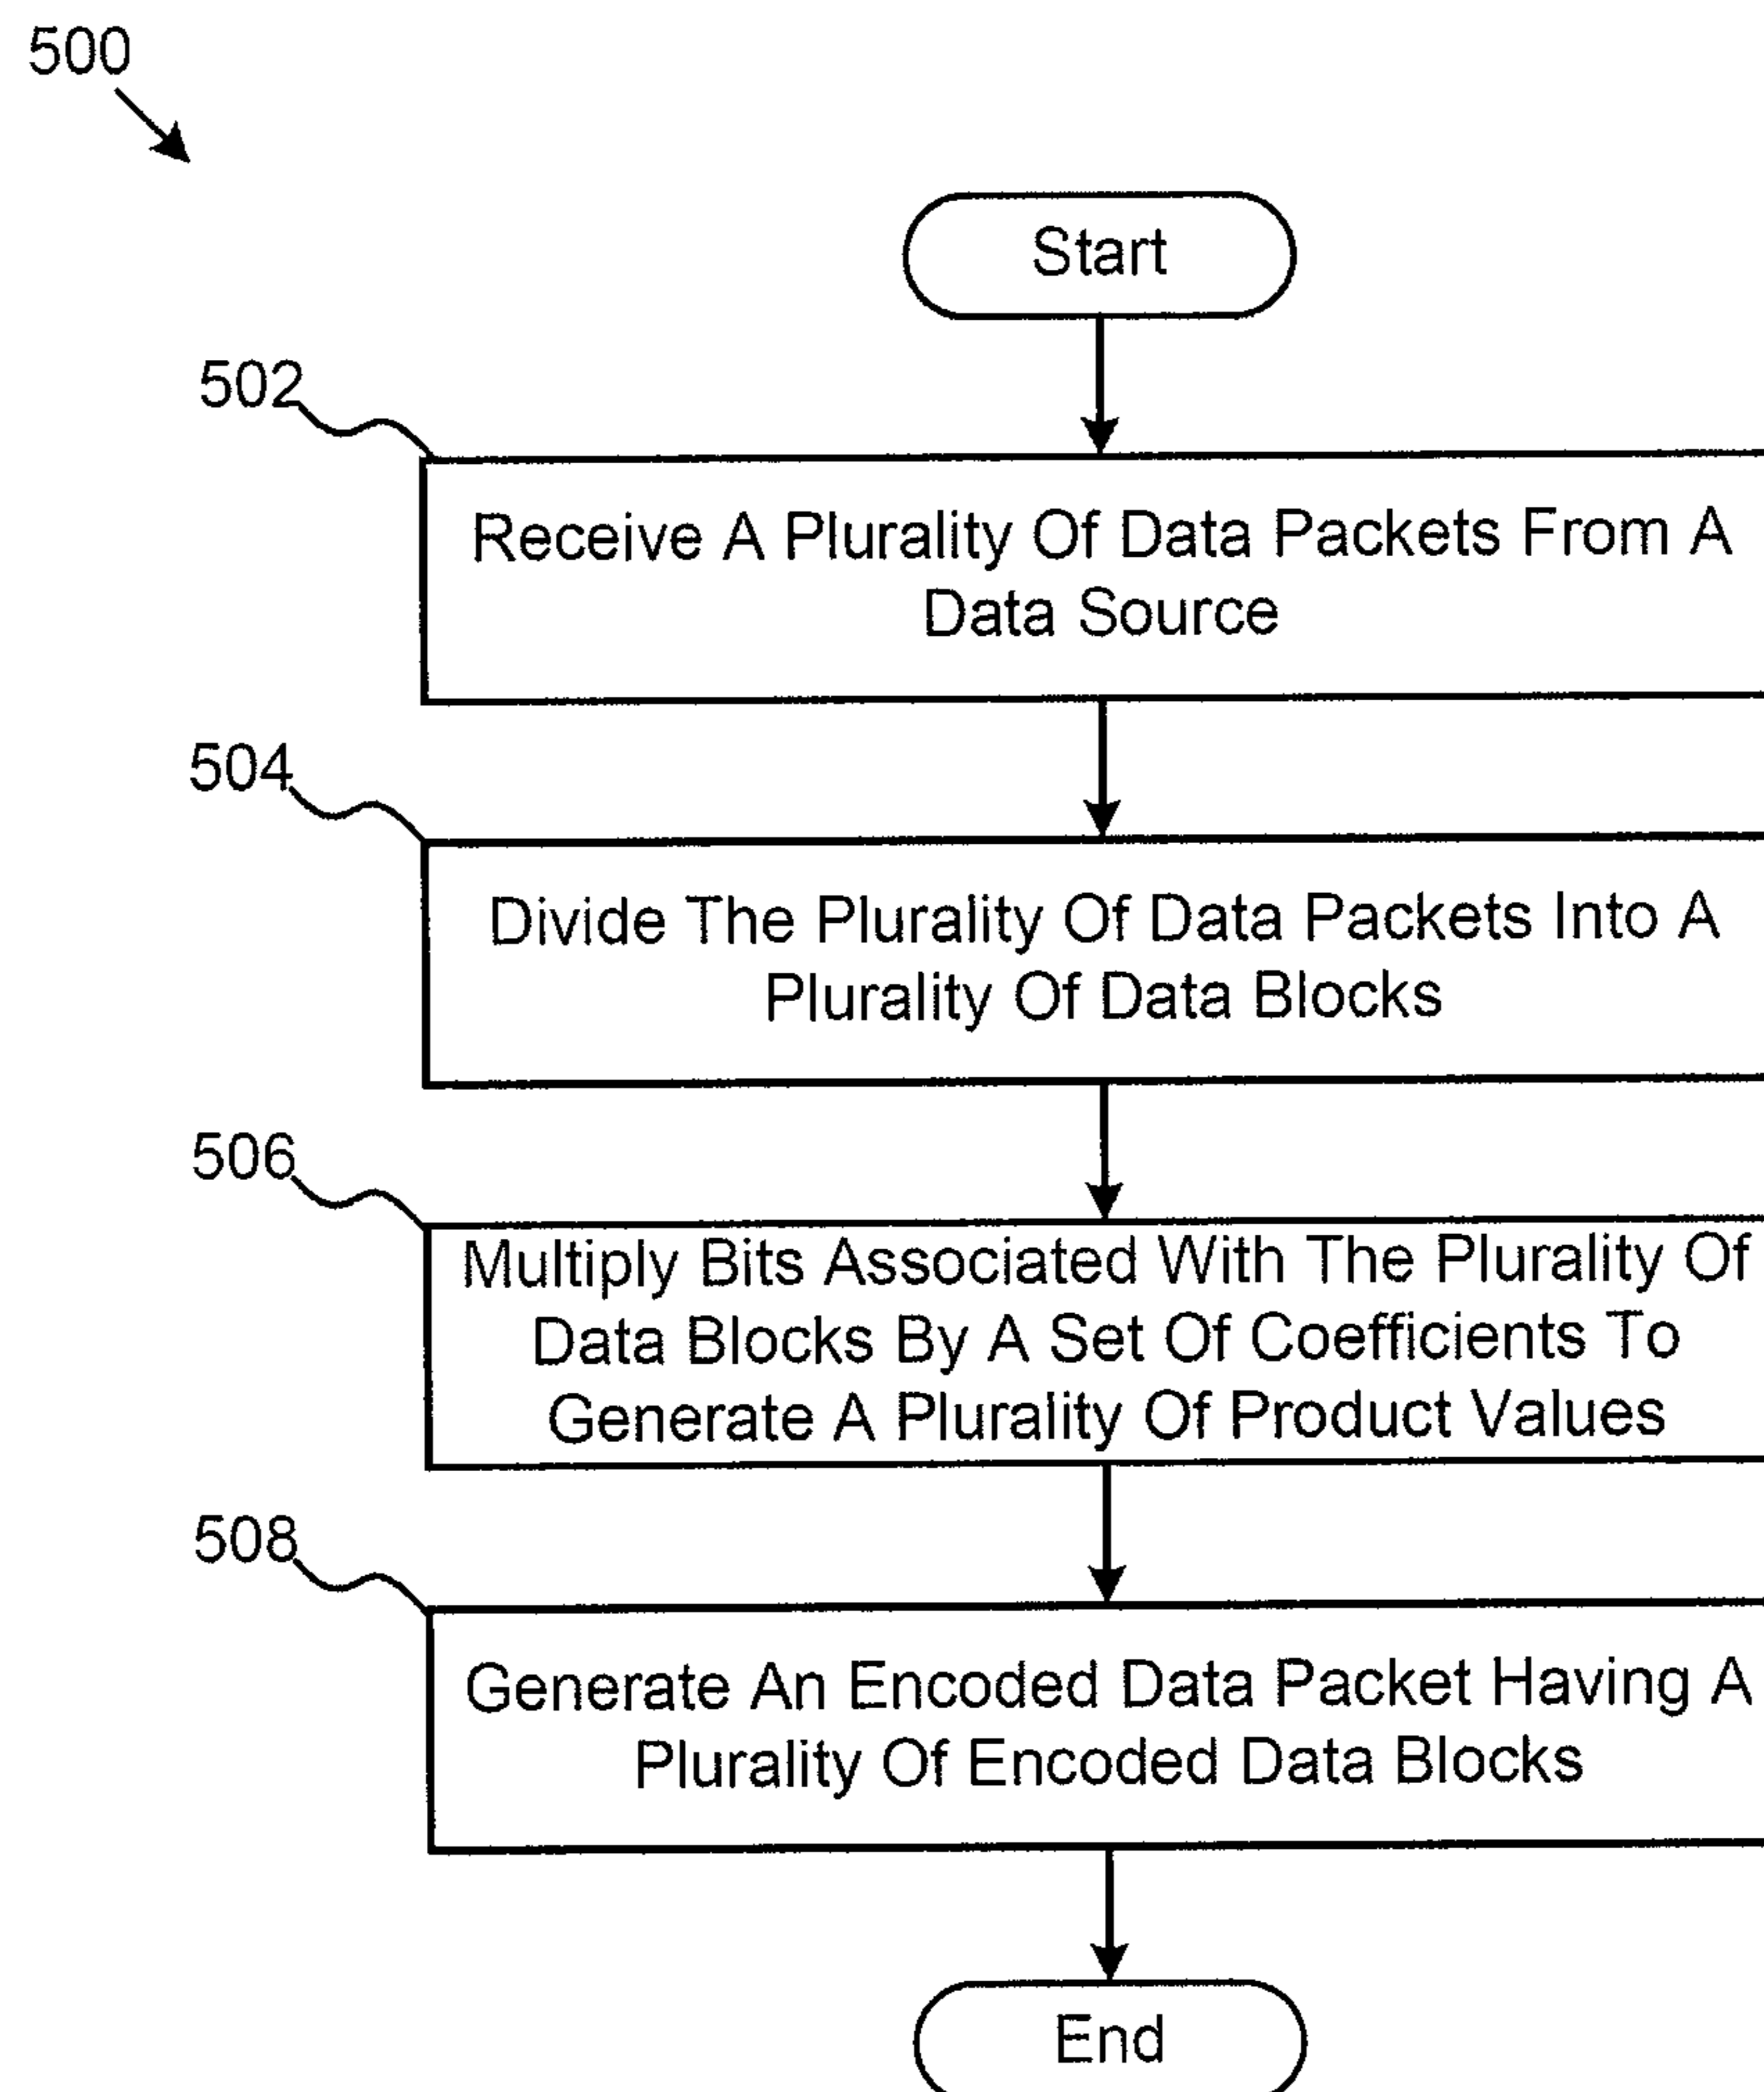 500
Start
502
Receive A Plurality Of Data Packets From A
Data Source
504
Divide The Plurality Of Data Packets Into A
Plurality Of Data Blocks
506
Multiply Bits Associated With The Plurality Of
Data Blocks By A Set Of Coefficients To
Generate A Plurality Of Product Values
508
Generate An Encoded Data Packet Having A
Plurality Of Encoded Data Blocks
End